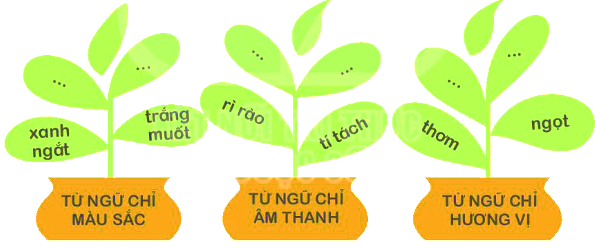 ...
...
xanh
ngắt
trắng
muốt
TỪ NGỮ CHỈ
MÀU SẮC
...
...
rì rào
tí tách
TỪ NGỮ CHỈ
ÂM THANH
...
...
thơm
ngọt
TỪ NGỮ CHỈ
HƯƠNG VỊ